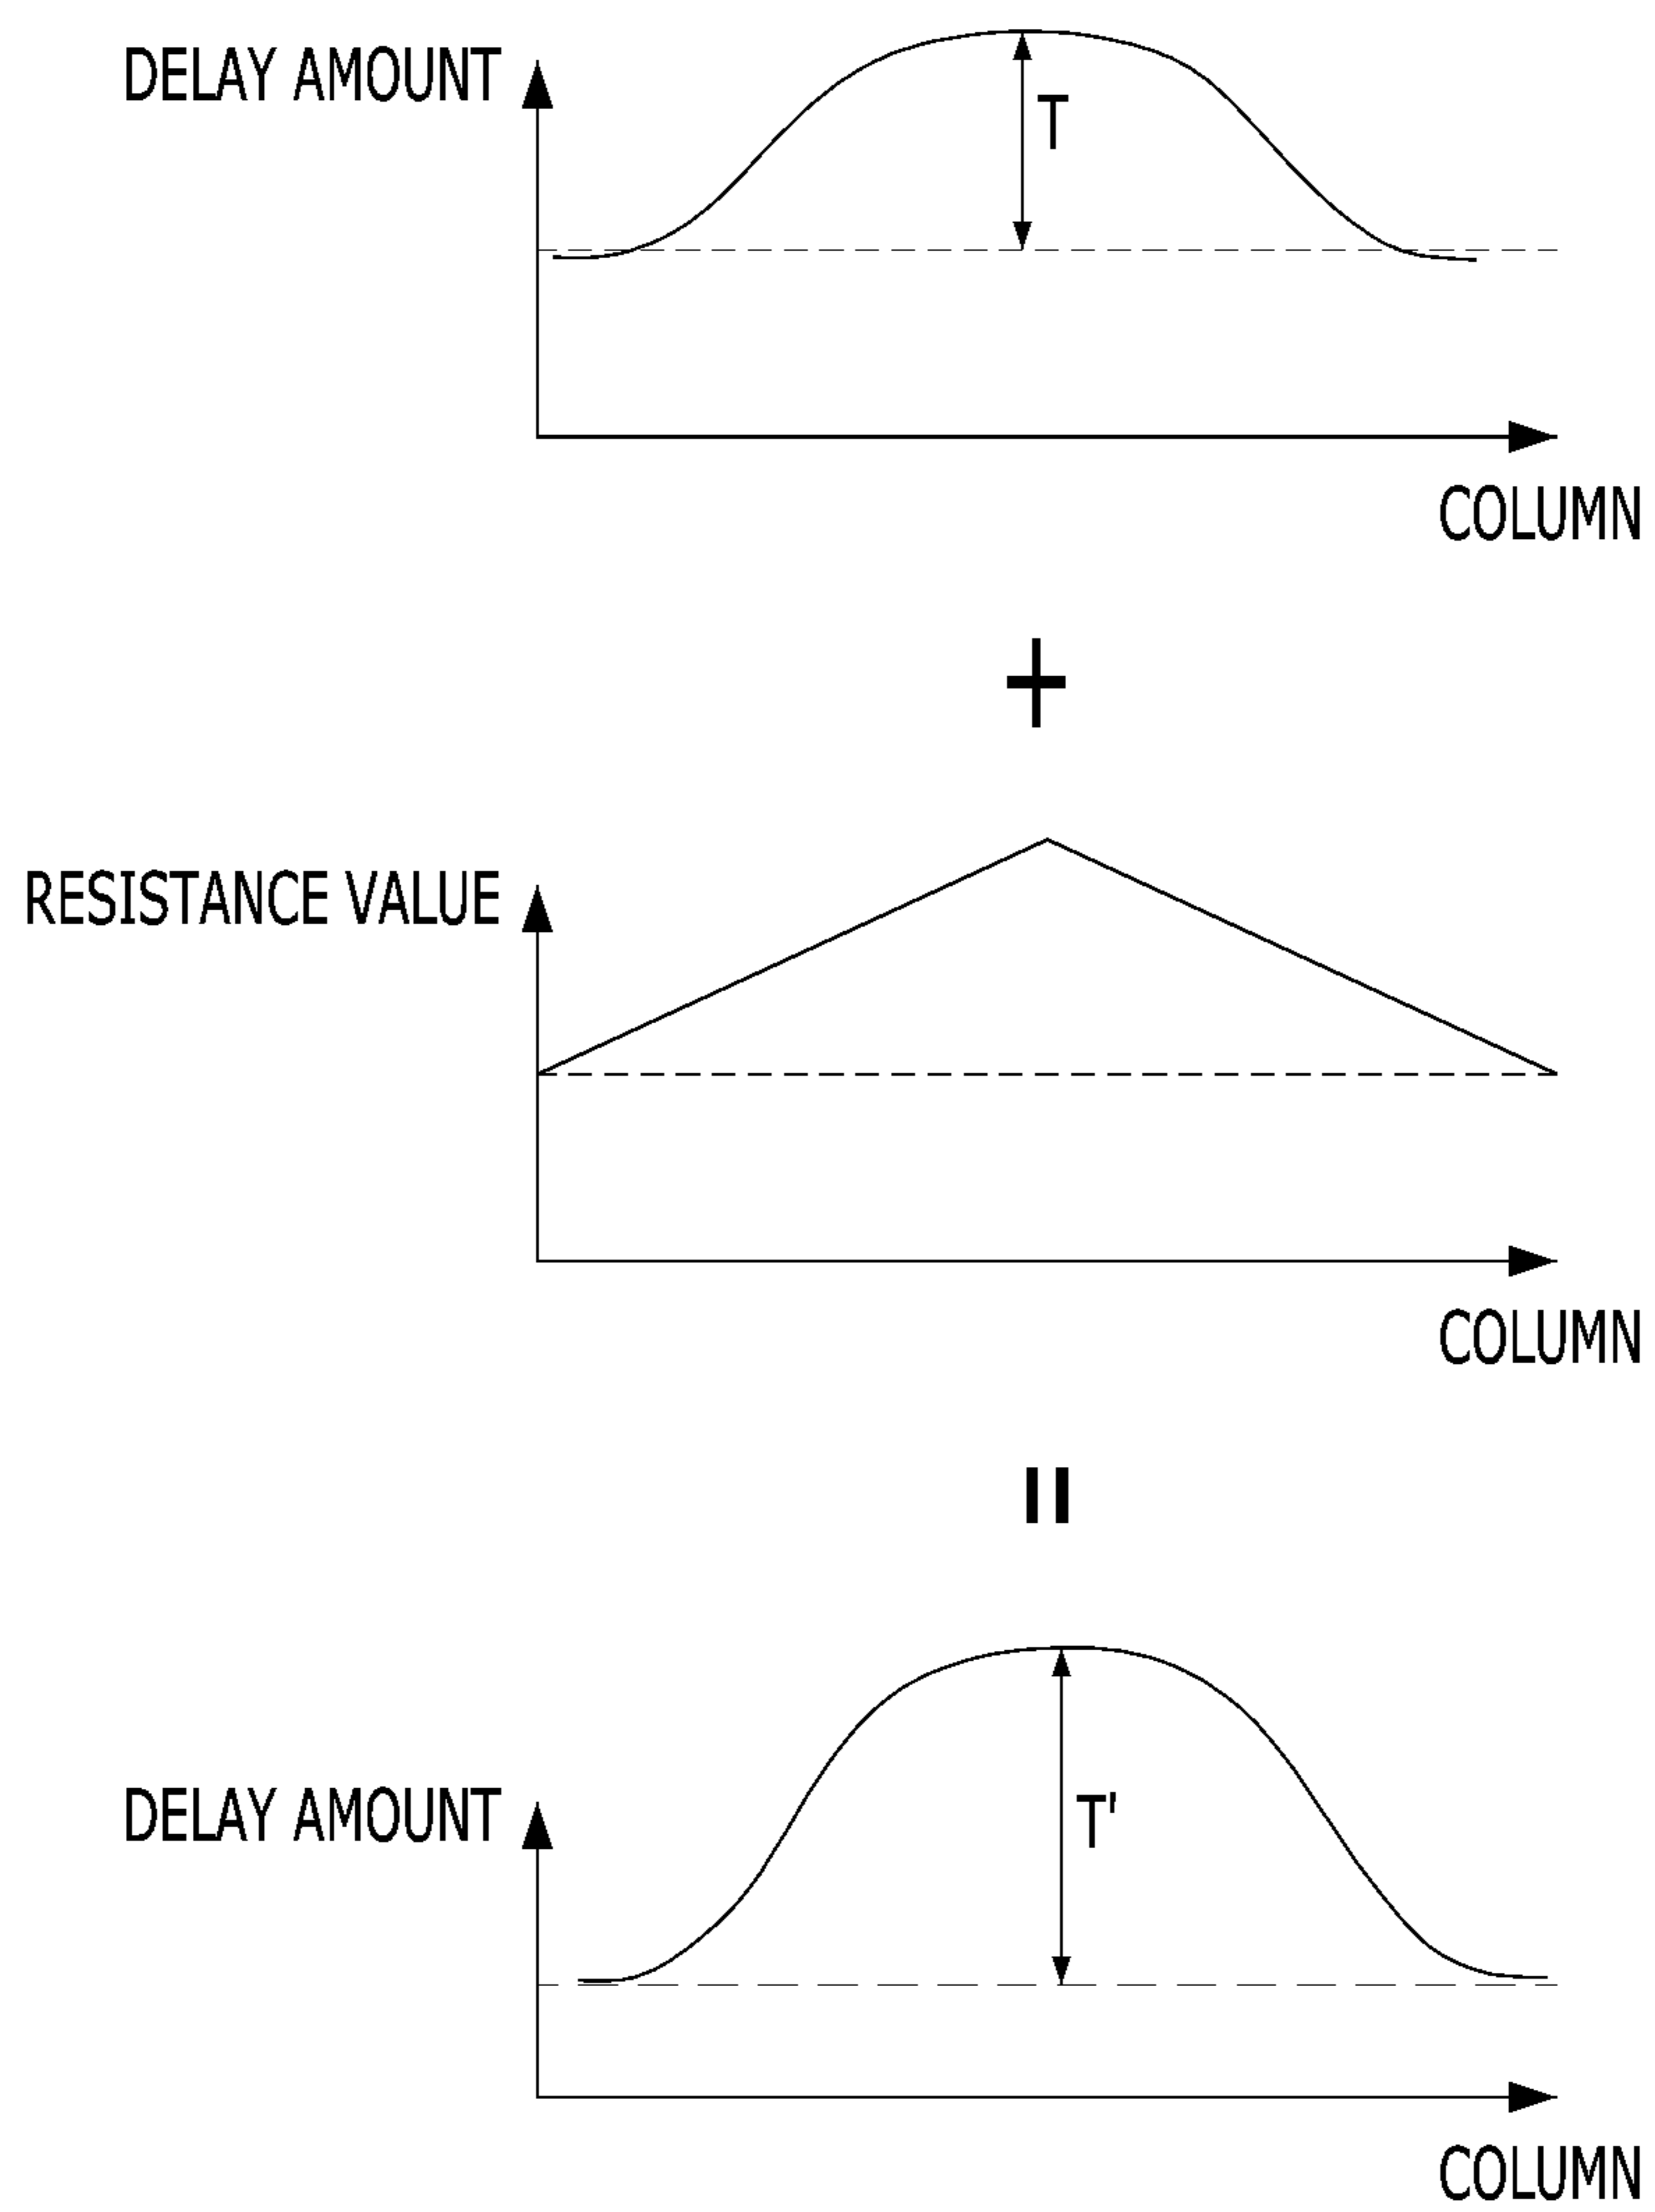 DELAY AMOUNT
T
COLUMN
+
RESISTANCE VALUE
COLUMN
=
DELAY AMOUNT
T'
COLUMN